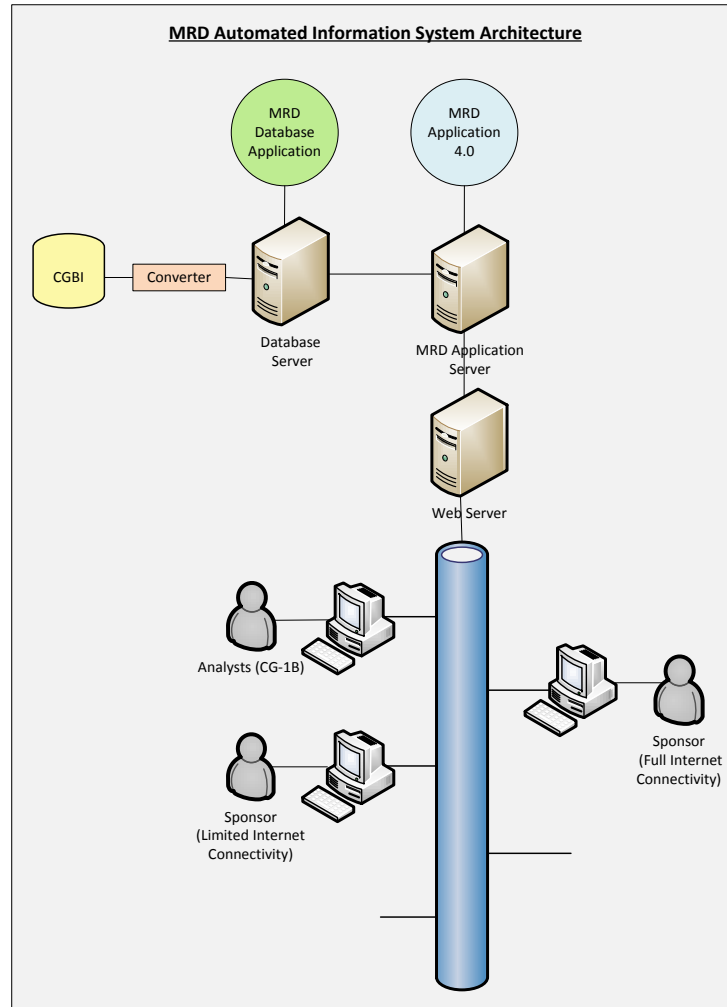 MRD Automated Information System Architecture
MRD
Database
Application
MRD
Application
4.0
CGBI
Converter
Database
Server
MRD Application
Server
Web Server
Analysts (CG-1B)
Sponsor
(Full Internet
Connectivity)
Sponsor
(Limited Internet
Connectivity)